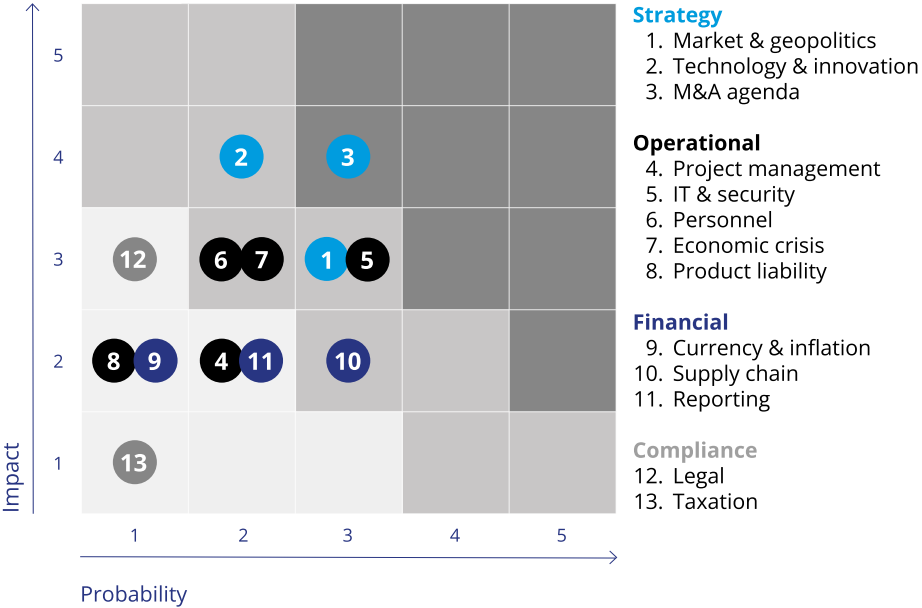 Impact
5
4
3
2
1
2
3
12
6 7
1 5
8 9
4 11
10
13
1 2 3 4 5
Probability
Strategy
1. Market & geopolitics
2. Technology & innovation
3. M&A agenda
Operational
4. Project management
5. IT & security
6. Personnel
7. Economic crisis
8. Product liability
Financial
9. Currency & inflation
10. Supply chain
11. Reporting
Compliance
12. Legal
13. Taxation